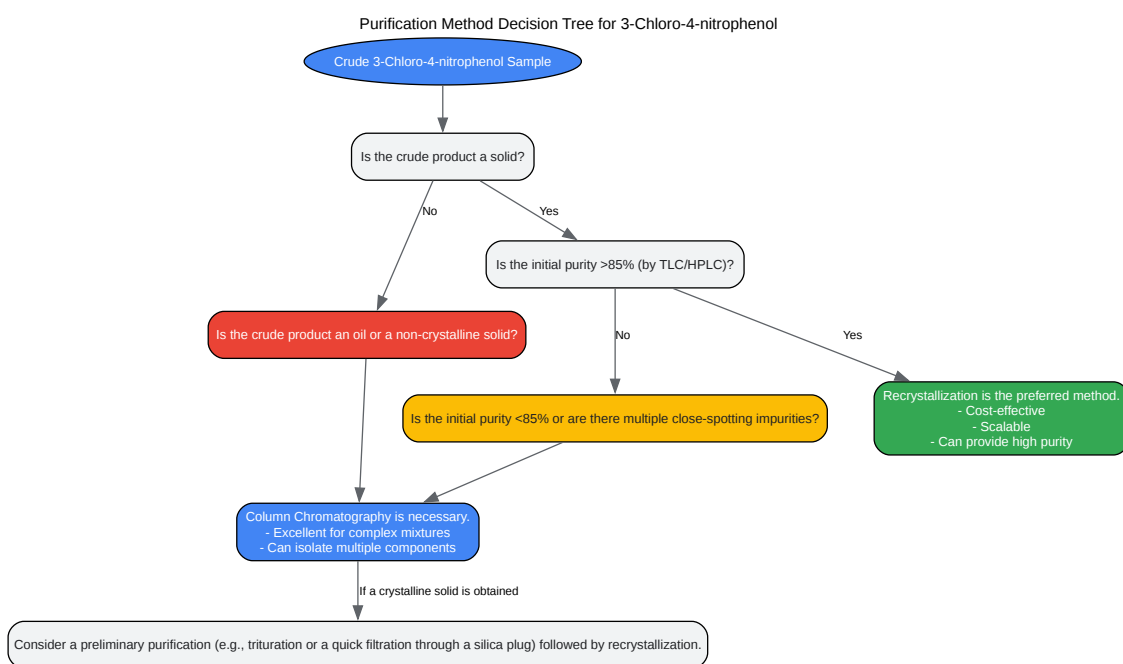 Purification Method Decision Tree for 3-Chloro-4-nitrophenol
Crude 3-Chloro-4-nitrophenol Sample
Is the crude product a solid?
No
Yes
Is the initial purity >85% (by TLC/HPLC)?
Is the crude product an oil or a non-crystalline solid?
No
Yes
Recrystallization is the preferred method.
- Cost-effective
- Scalable
- Can provide high purity
Is the initial purity <85% or are there multiple close-spotting impurities?
Column Chromatography is necessary.
- Excellent for complex mixtures
- Can isolate multiple components
If a crystalline solid is obtained
Consider a preliminary purification (e.g., trituration or a quick filtration through a silica plug) followed by recrystallization.